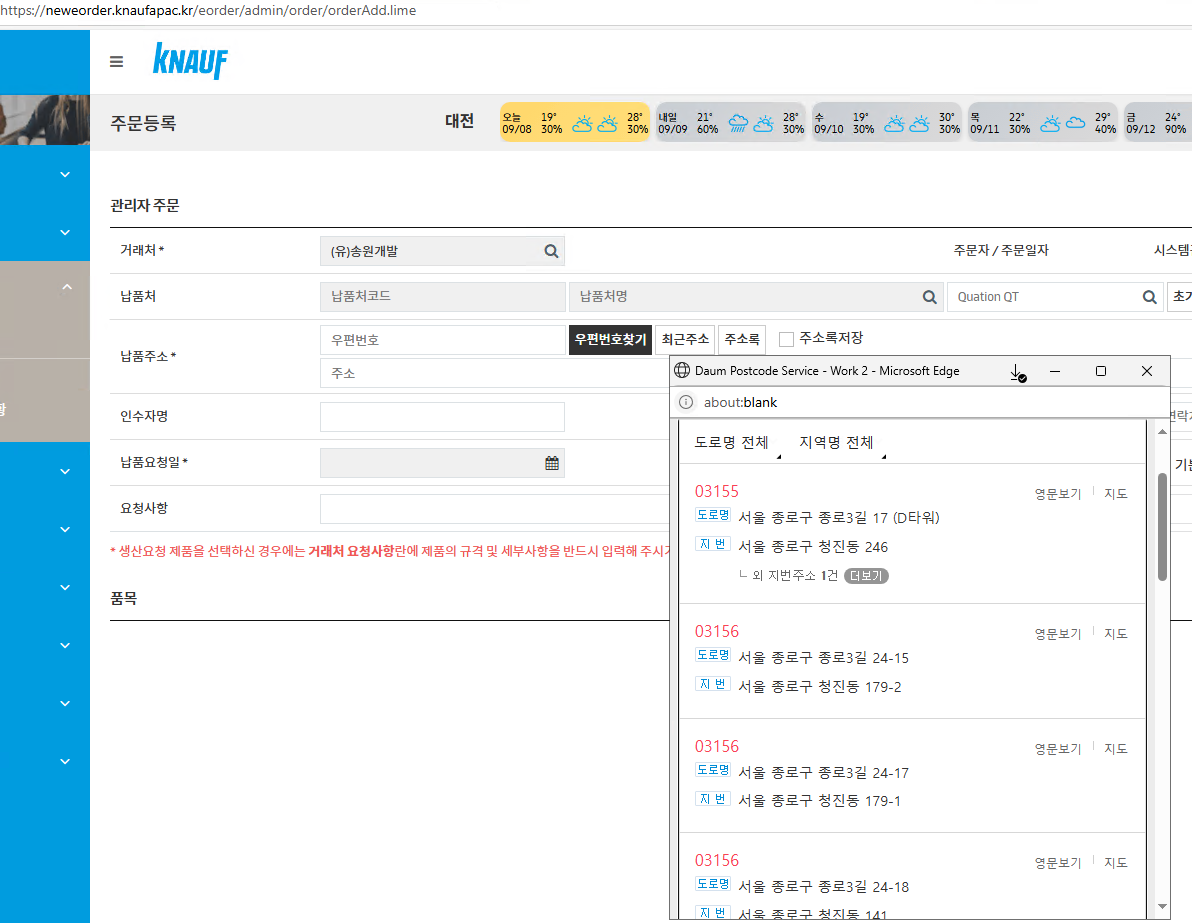 https://neweorder.knaufapac.kr/eorder/admin/order/orderAdd.lime
KNAUF
주문등록
대전
오늘 19° 28°
09/08 30% 30%
내일 21° 28°
09/09 60% 30%
수 19° 30°
09/10 30% 30%
목 22° 29°
09/11 30% 40%
금 24°
09/12 90%
관리자 주문
거래처 *
(유)송원개발
주문자 / 주문일자
납품처
납품처코드
납품처명
Quation QT
납품주소 *
우편번호
우편번호찾기
최근주소
주소록
주소록저장
주소
인수자명
납품요청일 *
요청사항
* 생산요청 제품을 선택하신 경우에는 거래처 요청사항란에 제품의 규격 및 세부사항을 반드시 입력해 주시
품목
Daum Postcode Service - Work 2 - Microsoft Edge
about:blank
도로명 전체 지역명 전체
03155
영문보기 지도
도로명 서울 종로구 종로3길 17 (D타워)
지번 서울 종로구 청진동 246
ㄴ 외 지번주소 1건 더보기
03156
영문보기 지도
도로명 서울 종로구 종로3길 24-15
지번 서울 종로구 청진동 179-2
03156
영문보기 지도
도로명 서울 종로구 종로3길 24-17
지번 서울 종로구 청진동 179-1
03156
영문보기 지도
도로명 서울 종로구 종로3길 24-18
지번 서울 종로구 청진동 141